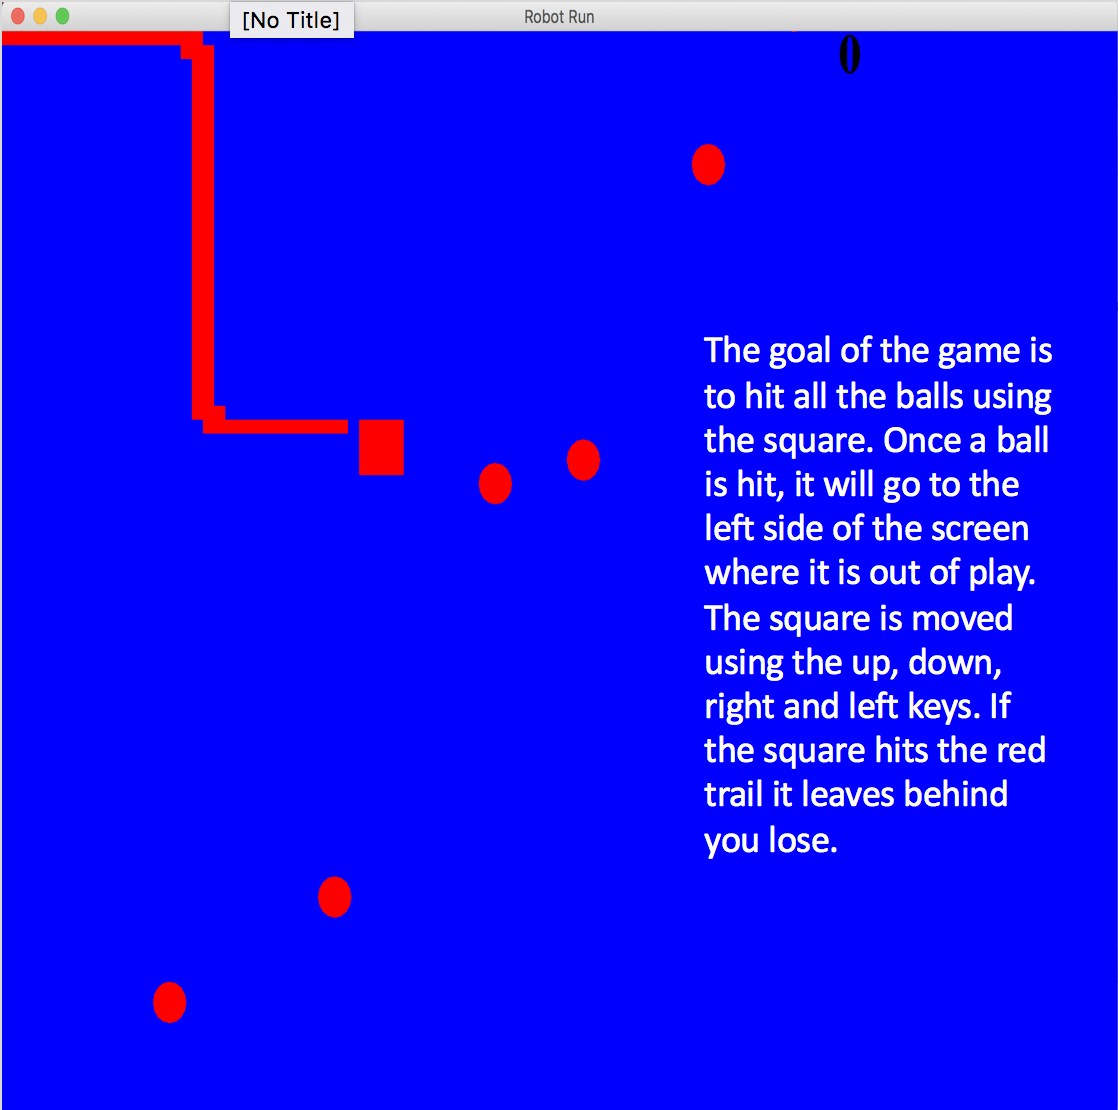 [No Title]
Robot Run
0
The goal of the game is
to hit all the balls using
the square. Once a ball
is hit, it will go to the
left side of the screen
where it is out of play.
The square is moved
using the up, down,
right and left keys. If
the square hits the red
trail it leaves behind
you lose.